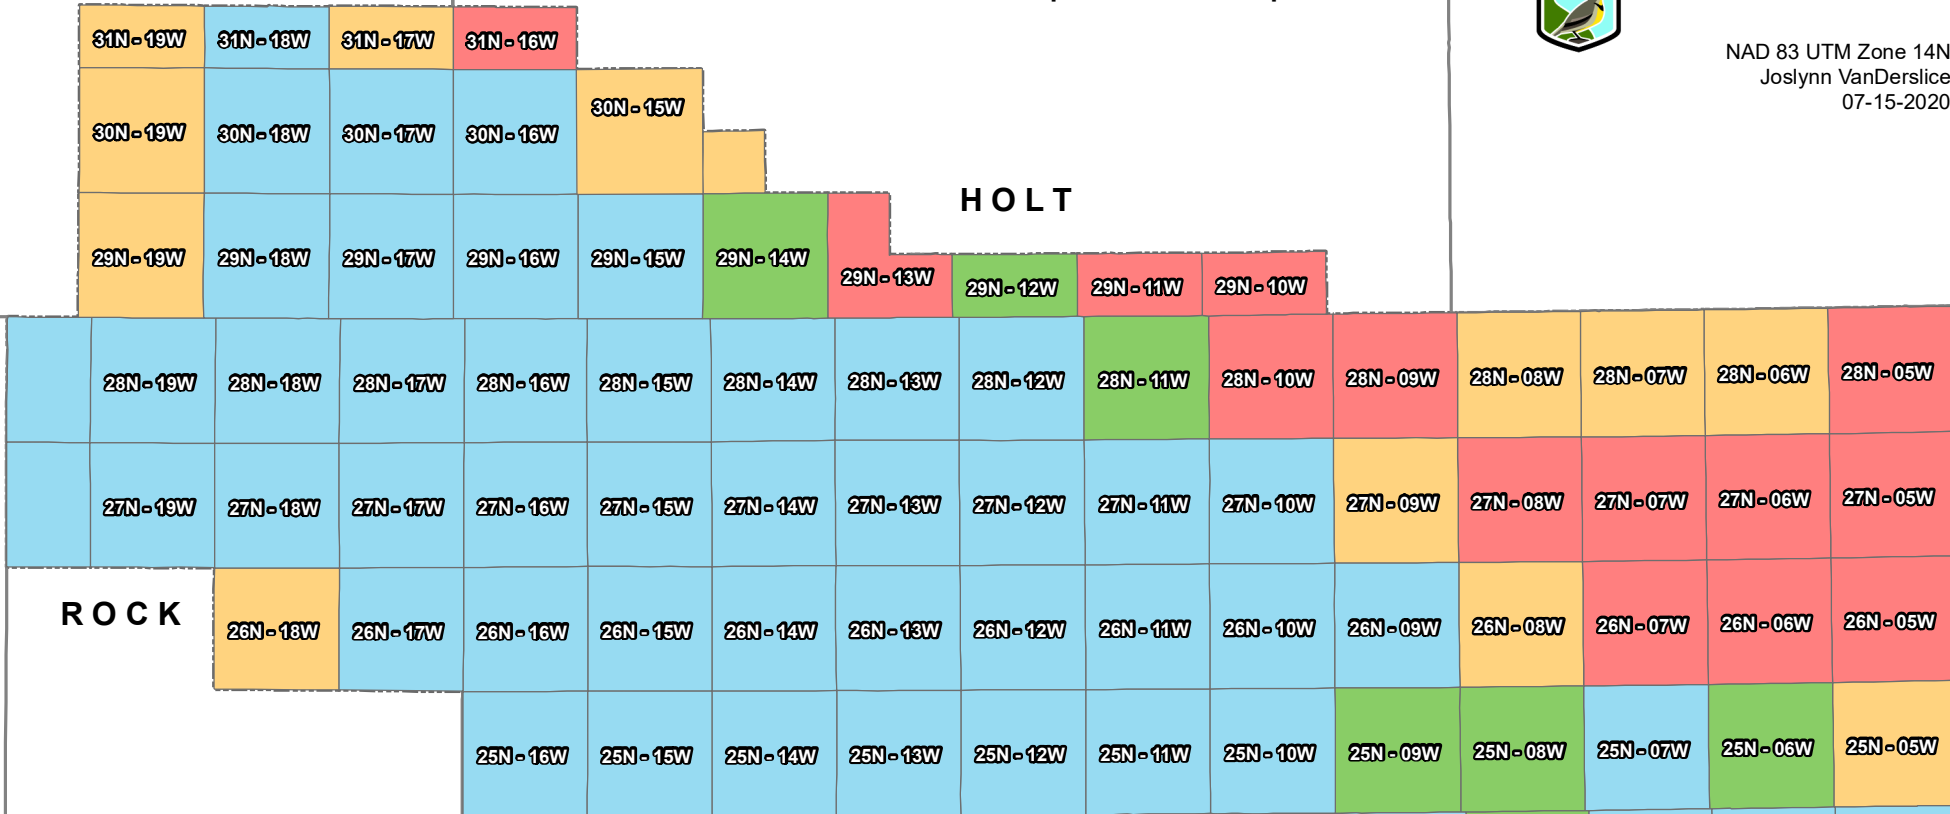 NAD 83 UTM Zone 14N
Joslynn VanDerslice
07-15-2020
31N - 19W 31N - 18W 31N - 17W 31N - 16W
30N - 19W 30N - 18W 30N - 17W 30N - 16W 30N - 15W
HOLT
29N - 19W 29N - 18W 29N - 17W 29N - 16W 29N - 15W 29N - 14W 29N - 13W 29N - 12W 29N - 11W 29N - 10W
28N - 19W 28N - 18W 28N - 17W 28N - 16W 28N - 15W 28N - 14W 28N - 13W 28N - 12W 28N - 11W 28N - 10W 28N - 09W 28N - 08W 28N - 07W 28N - 06W 28N - 05W
27N - 19W 27N - 18W 27N - 17W 27N - 16W 27N - 15W 27N - 14W 27N - 13W 27N - 12W 27N - 11W 27N - 10W 27N - 09W 27N - 08W 27N - 07W 27N - 06W 27N - 05W
ROCK
26N - 18W 26N - 17W 26N - 16W 26N - 15W 26N - 14W 26N - 13W 26N - 12W 26N - 11W 26N - 10W 26N - 09W 26N - 08W 26N - 07W 26N - 06W 26N - 05W
25N - 16W 25N - 15W 25N - 14W 25N - 13W 25N - 12W 25N - 11W 25N - 10W 25N - 09W 25N - 08W 25N - 07W 25N - 06W 25N - 05W